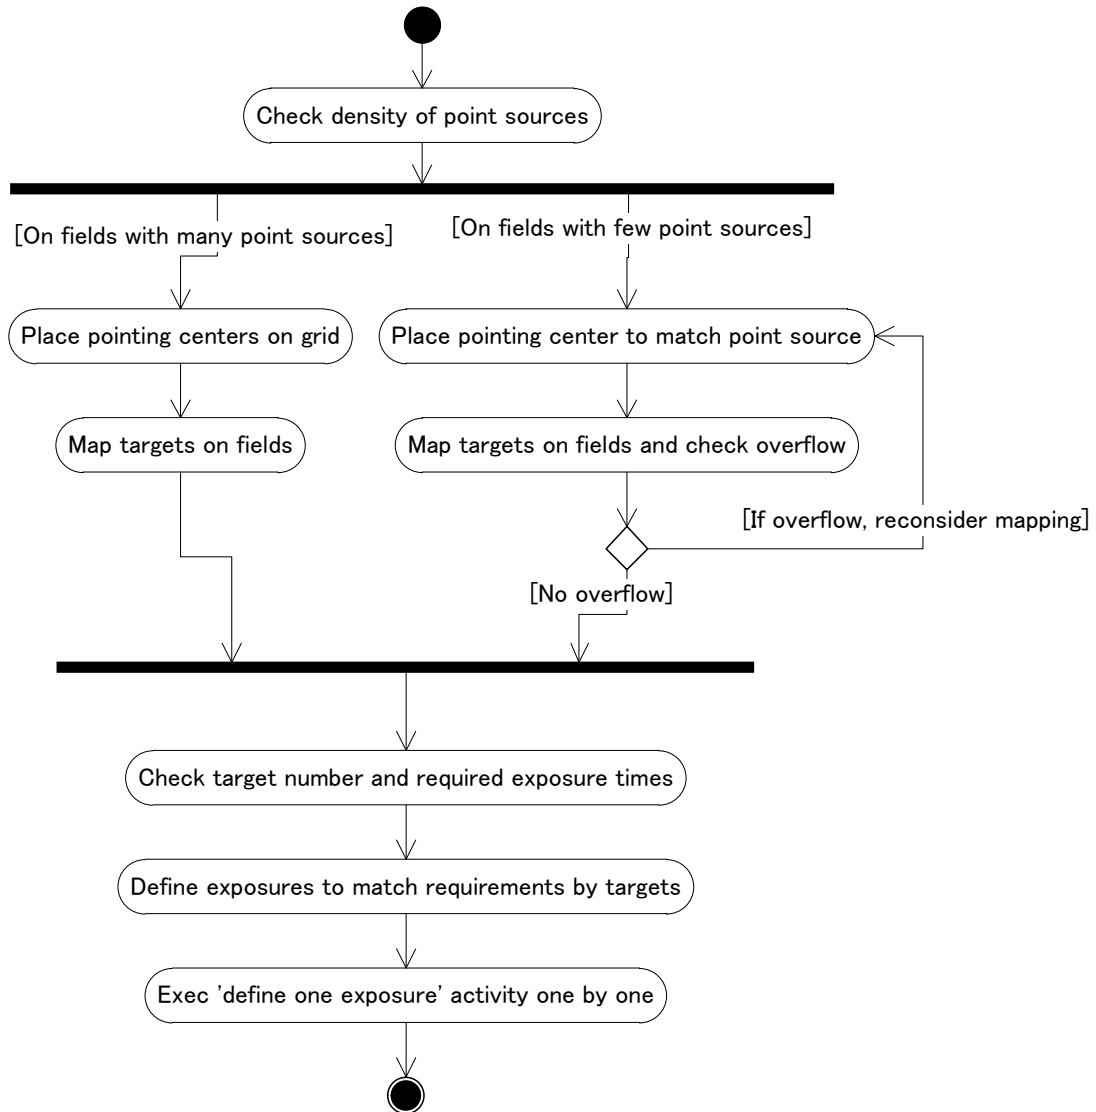 Check density of point sources
[On fields with many point sources]
[On fields with few point sources]
Place pointing centers on grid
Place pointing center to match point source
Map targets on fields
Map targets on fields and check overflow
[If overflow, reconsider mapping]
[No overflow]
Check target number and required exposure times
Define exposures to match requirements by targets
Exec 'define one exposure' activity one by one